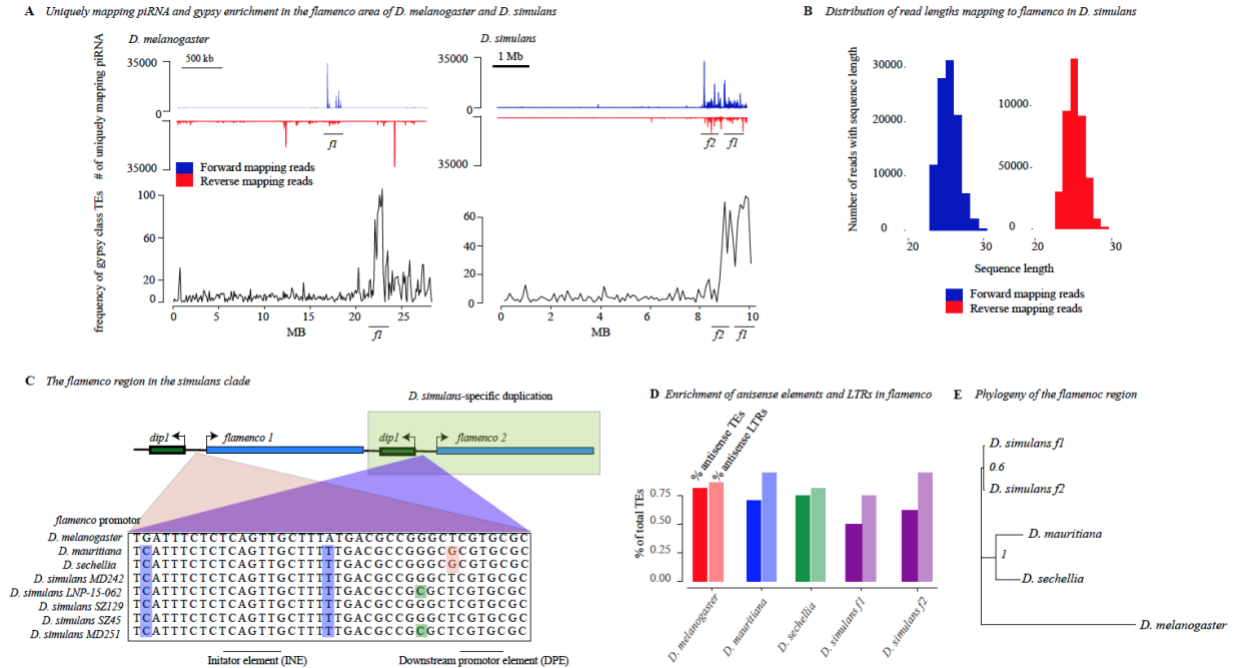 A Uniquely mapping piRNA and gypsy enrichment in the flamenco area of D. melanogaster and D. simulans
D. melanogaster
500 kb
35000
0
35000
# of uniquely mapping piRNA
f1
Forward mapping reads
Reverse mapping reads
D. simulans
1 Mb
35000
0
35000
f2 f1
frequency of gypsy class TEs
100
60
20
0
0 5 10 15 20 25
MB
f1
60
40
20
0
0 2 4 6 8 10
MB
f2 f1
B Distribution of read lengths mapping to flamenco in D. simulans
Number of reads with sequence length
30000.
20000.
10000.
0
20 30
10000.
50000.
0
20 30
Sequence length
Forward mapping reads
Reverse mapping reads
C The flamenco region in the simulans clade
D. simulans-specific duplication
dip1 flamenco 1 dip1 flamenco 2
flamenco promotor
D. melanogaster TGATTTCTCTCAGTTGCTTTATGACGCCGGGCTCGTGCGC
D. mauritiana TCATTTCTCTCAGTTGCTTTTTGACGCCGGGCGCGTGCGC
D. sechellia TCATTTCTCTCAGTTGCTTTTTGACGCCGGGCGCGTGCGC
D. simulans MD242 TCATTTCTCTCAGTTGCTTTTTGACGCCGGGCTCGTGCGC
D. simulans LNP-15-062 TCATTTCTCTCAGTTGCTTTTTGACGCCGCGCTCGTGCGC
D. simulans SZ129 TCATTTCTCTCAGTTGCTTTTTGACGCCGGGCTCGTGCGC
D. simulans SZ45 TCATTTCTCTCAGTTGCTTTTTGACGCCGGGCTCGTGCGC
D. simulans MD251 TCATTTCTCTCAGTTGCTTTTTGACGCCGCGCTCGTGCGC
Initator element (INE)
Downstream promotor element (DPE)
D Enrichment of anisense elements and LTRs in flamenco
% antisense TEs
% antisense LTRs
% of total TEs
0.75
0.50
0.25
0.00
D. melanogaster
D. mauritiana
D. sechellia
D. simulans f1
D. simulans f2
E Phylogeny of the flamenoc region
D. simulans f1
0.6
D. simulans f2
D. mauritiana
1
D. sechellia
D. melanogaster